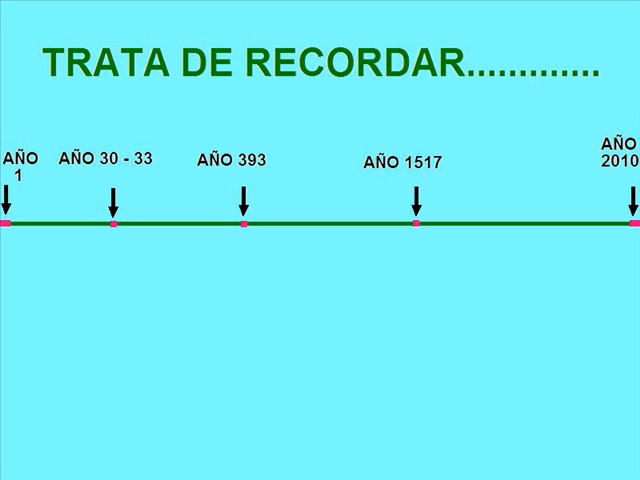 TRATA DE RECORDAR.............
AÑO
1
AÑO 30 - 33
AÑO 393
AÑO 1517
AÑO
2010